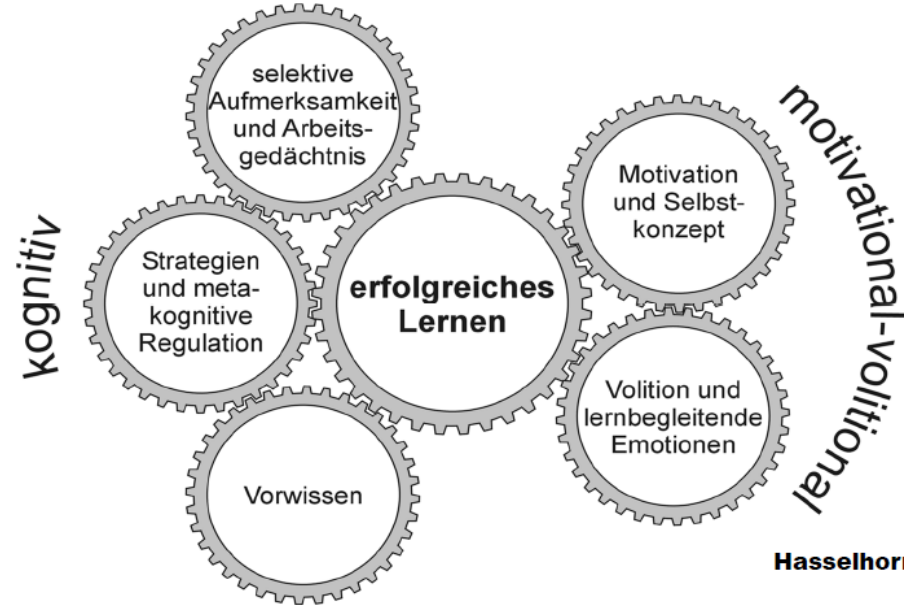 selektive
Aufmerksamkeit
und Arbeits-
gedächtnis
Strategien
und meta-
kognitive
Regulation
Vorwissen
kognitiv
erfolgreiches
Lernen
Motivation
und Selbst-
konzept
Volition und
lernbegleitende
Emotionen
motivational-volitional